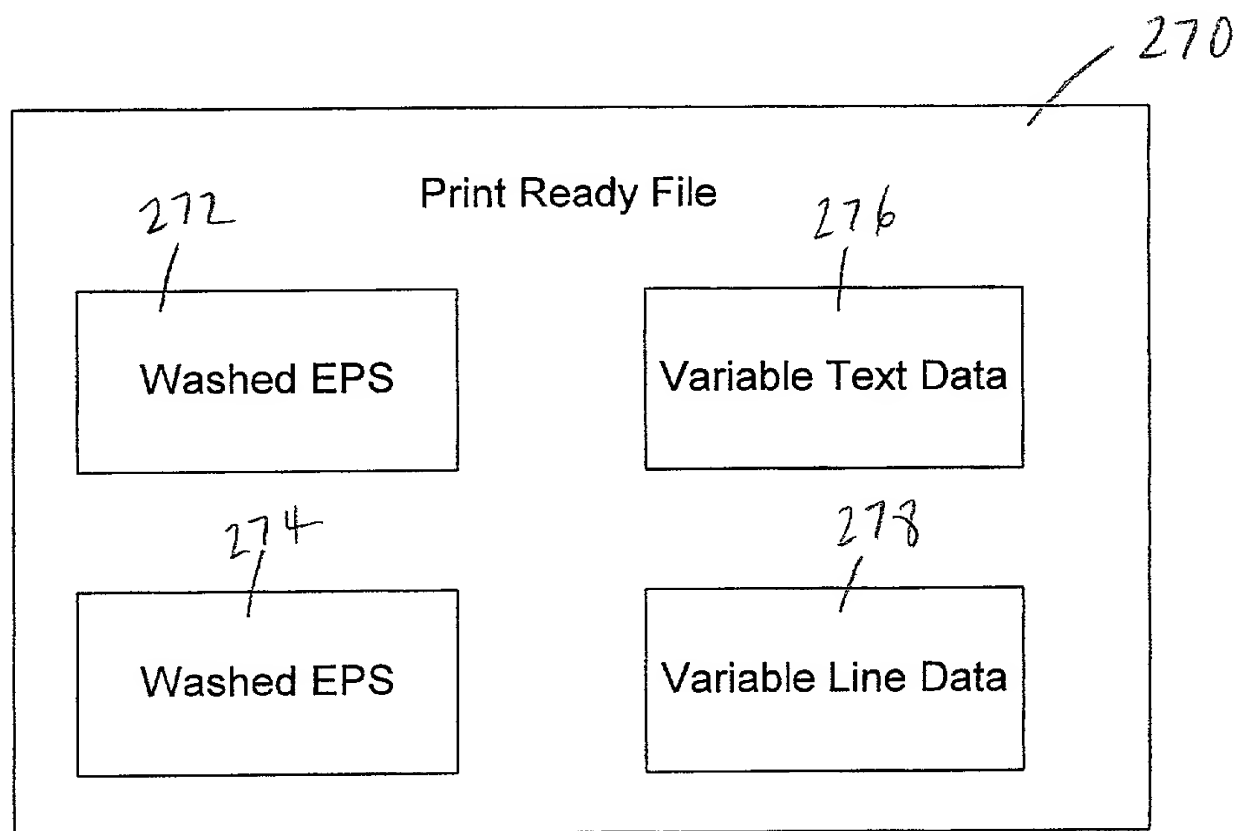 270
Print Ready File
272
276
Washed EPS
Variable Text Data
274
278
Washed EPS
Variable Line Data